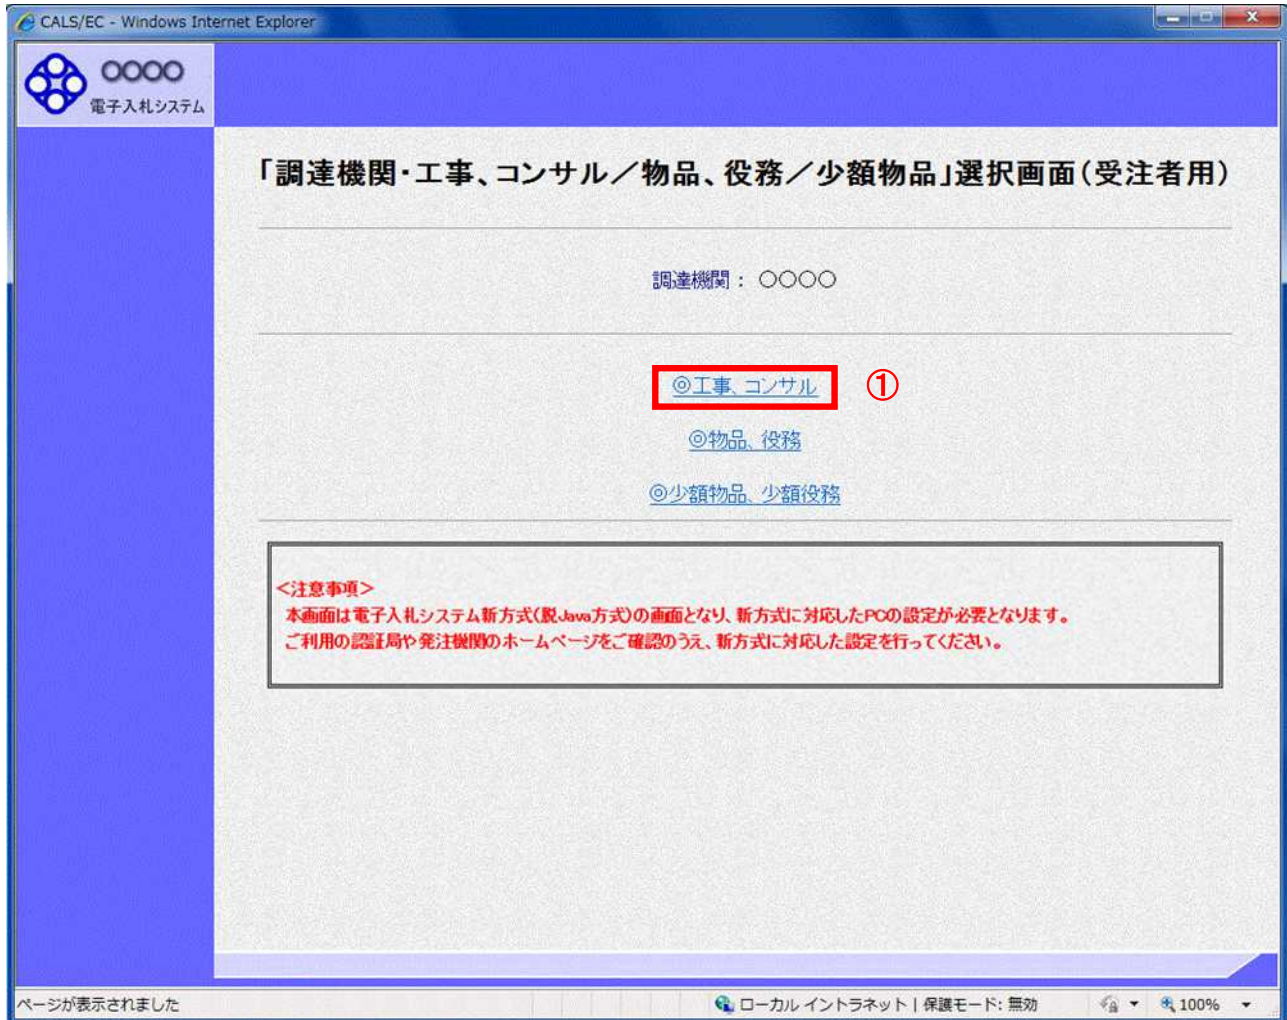 CALS/EC - Windows Internet Explorer
○○○○
電子入札システム
「調達機関・工事、コンサル／物品、役務／少額物品」選択画面（受注者用）
調達機関： ○○○○
◎工事、コンサル
①
◎物品、役務
◎少額物品、少額役務
＜注意事項＞
本画面は電子入札システム新方式(脱Java方式)の画面となり、新方式に対応したPCの設定が必要となります。
ご利用の認証局や発注機関のホームページをご確認のうえ、新方式に対応した設定を行ってください。
ページが表示されました
ローカル イントラネット | 保護モード: 無効
100%